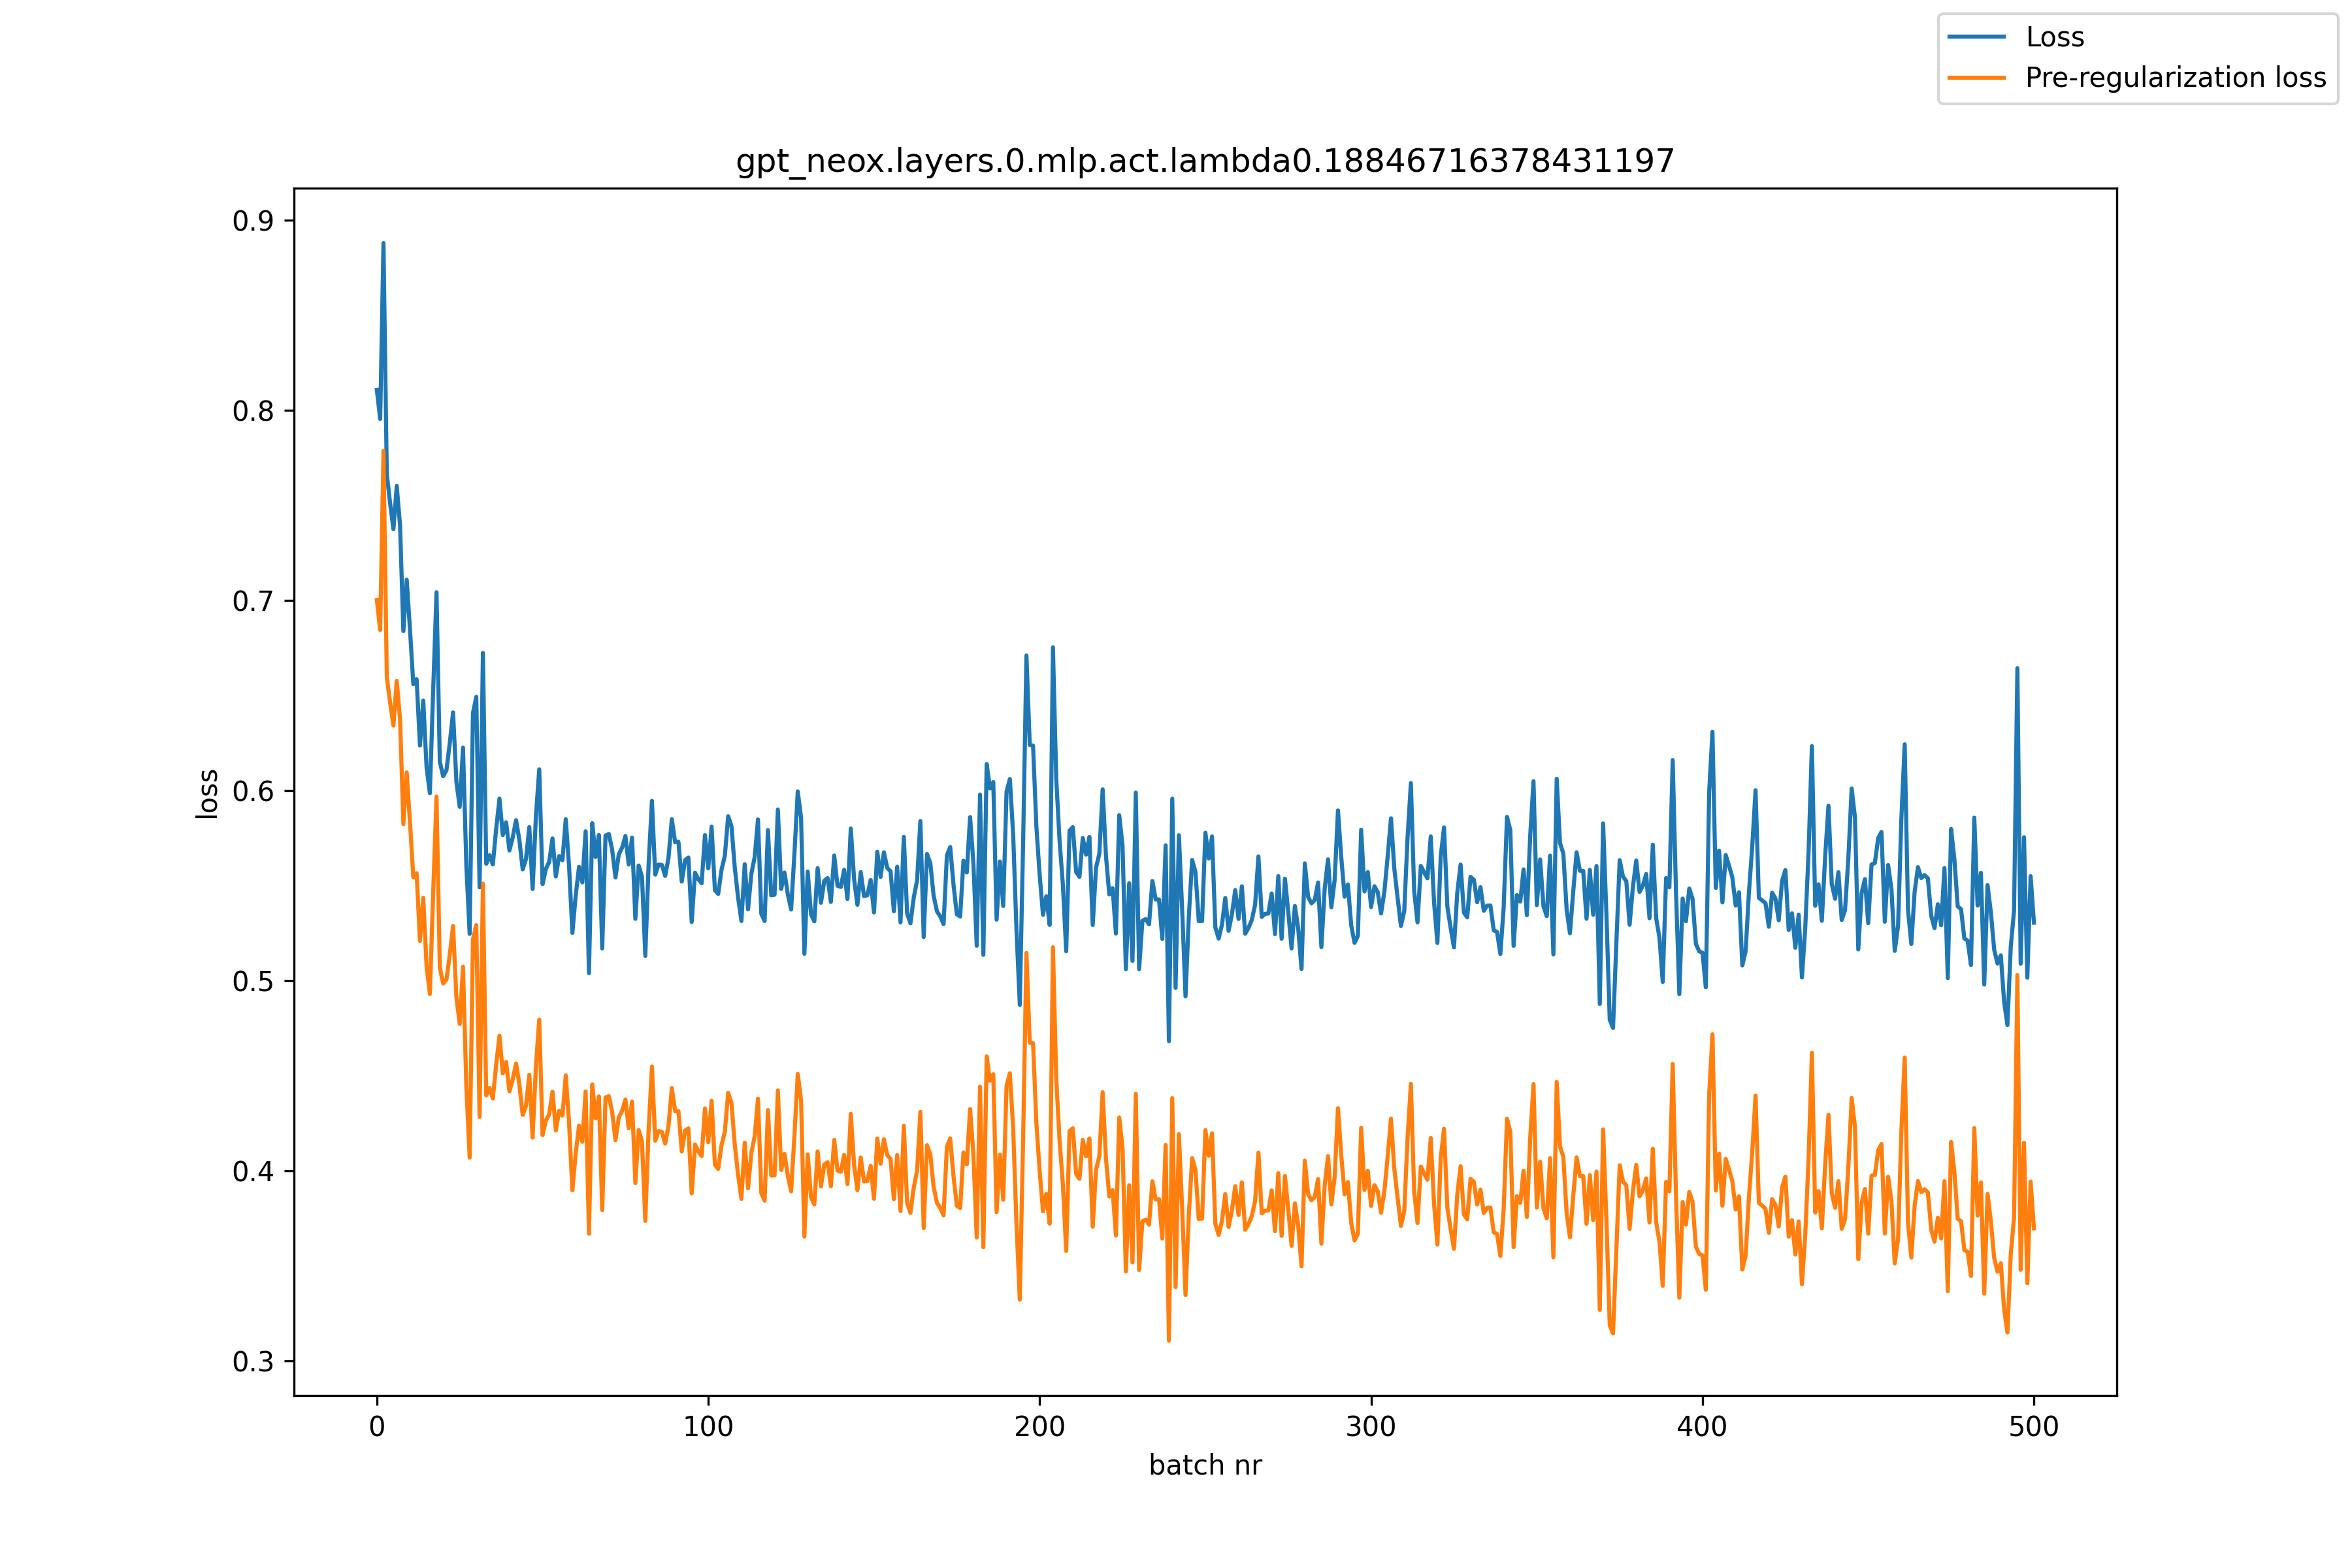 Loss
Pre-regularization loss
gpt_neox.layers.0.mlp.act.lambda0.18846716378431197
0.9
0.8
0.7
0.6
0.5
0.4
0.3
loss
0 100 200 300 400 500
batch nr